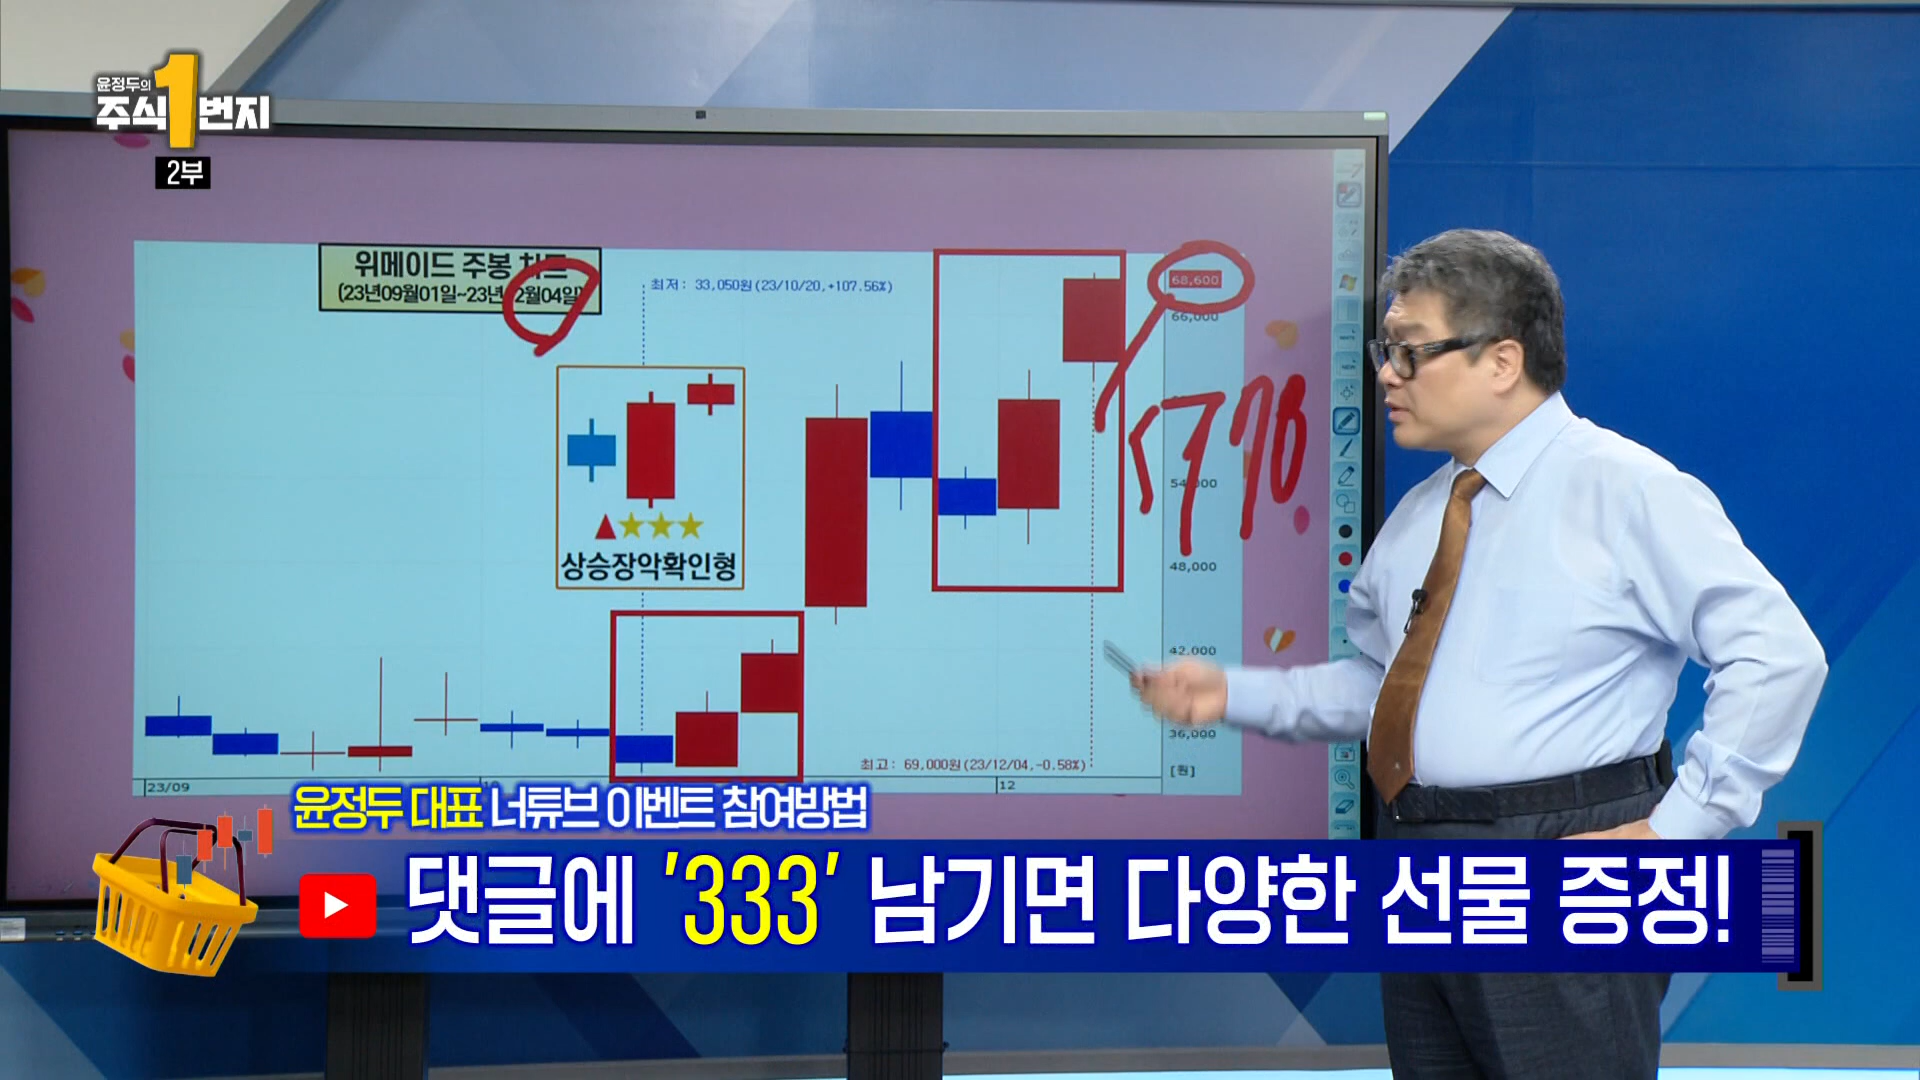 윤정두의
주식1번지
2부
위메이드 주봉 차트
(23년09월01일~23년12월04일)
최저: 33,050원(23/10/20,+107.56%)
68,600
66,000
5770
54,000
상승장악확인형
48,000
42,000
36,000
최고: 69,000원(23/12/04,-0.58%)
[원]
23/09
10
12
윤정두 대표 너튜브 이벤트 참여방법
댓글에 '333' 남기면 다양한 선물 증정!